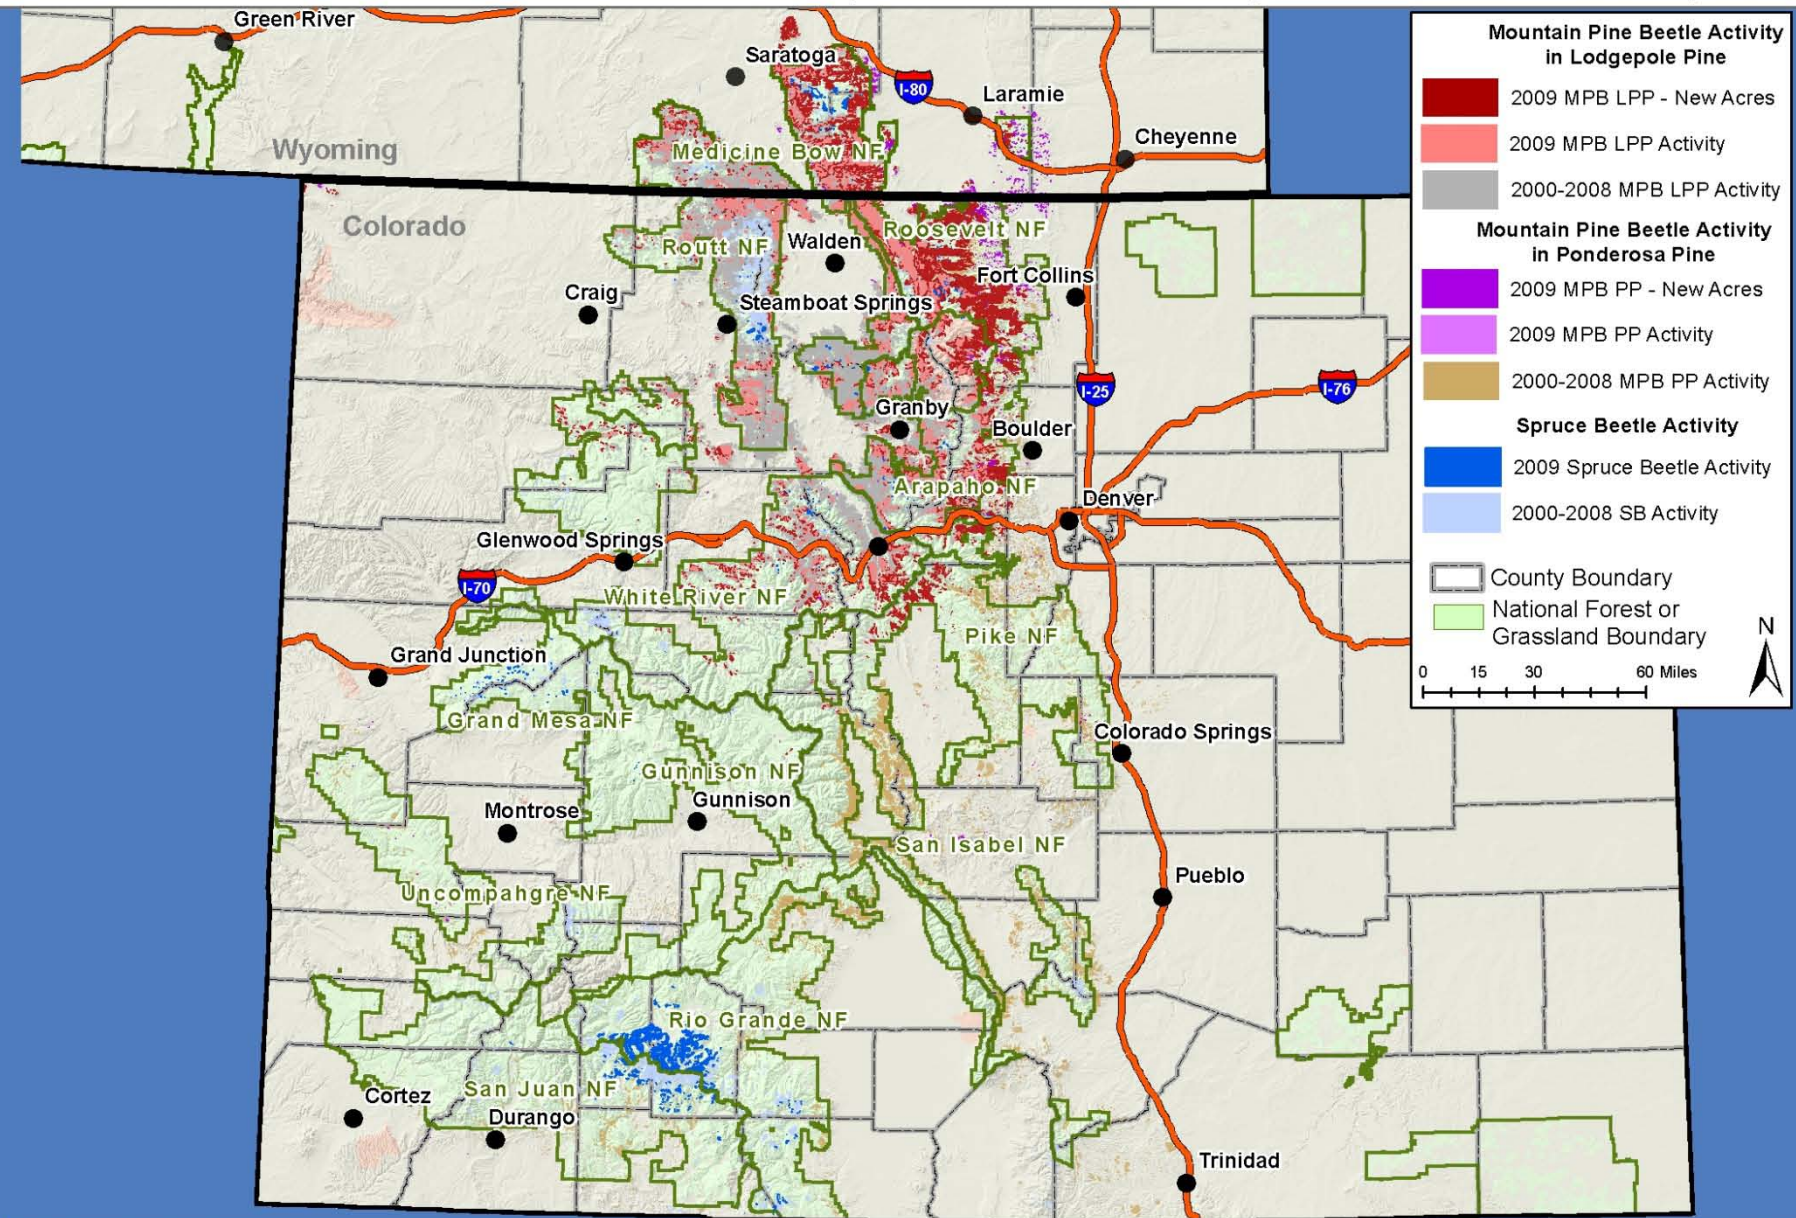 Green River
Saratoga
I-80
Laramie
Cheyenne
Wyoming
Medicine Bow NF
Colorado
Routt NF
Walden
Roosevelt NF
Fort Collins
Craig
Steamboat Springs
I-25
I-76
Granby
Boulder
Arapaho NF
Denver
Glenwood Springs
I-70
White River NF
Pike NF
Grand Junction
Grand Mesa NF
Colorado Springs
Gunnison NF
Montrose
Gunnison
San Isabel NF
Pueblo
Uncompahgre NF
Rio Grande NF
San Juan NF
Cortez
Durango
Trinidad
Mountain Pine Beetle Activity
in Lodgepole Pine
2009 MPB LPP - New Acres
2009 MPB LPP Activity
2000-2008 MPB LPP Activity
Mountain Pine Beetle Activity
in Ponderosa Pine
2009 MPB PP - New Acres
2009 MPB PP Activity
2000-2008 MPB PP Activity
Spruce Beetle Activity
2009 Spruce Beetle Activity
2000-2008 SB Activity
County Boundary
National Forest or
Grassland Boundary
N
0 15 30 60 Miles